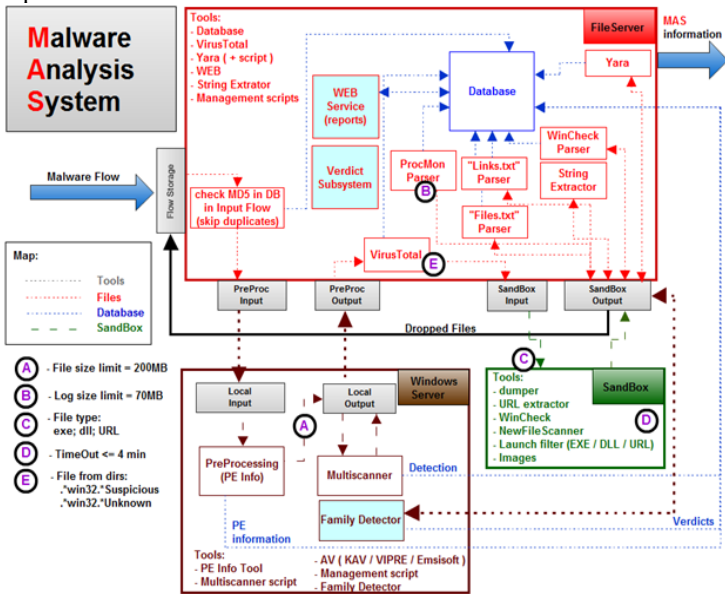 Malware
Analysis
System
Tools:
- Database
- VirusTotal
- Yara ( + script )
- WEB
- String Extrator
- Management scripts
FileServer
MAS
information
Yara
Database
WEB
Service
(reports)
Verdict
Subsystem
ProcMon
Parser
B
"Links.txt"
Parser
WinCheck
Parser
String
Extractor
"Files.txt"
Parser
Malware Flow
Flow Storage
check MD5 in DB
in Input Flow
(skip duplicates)
VirusTotal
E
Map:
Tools
Files
Database
SandBox
PreProc
Input
PreProc
Output
SandBox
Input
SandBox
Output
Dropped Files
A - File size limit = 200MB
B - Log size limit = 70MB
C - File type:
exe; dll; URL
D - TimeOut <= 4 min
E - File from dirs:
.*win32.*Suspicious
.*win32.*Unknown
Local
Input
Local
Output
Windows
Server
A
PreProcessing
(PE Info)
Multiscanner
Family Detector
PE
information
Tools:
- PE Info Tool
- Multiscanner script
- AV ( KAV / VIPRE / Emsisoft )
- Management script
- Family Detector
C
Tools:
- dumper
- URL extractor
- WinCheck
- NewFileScanner
- Launch filter (EXE / DLL / URL)
- Images
SandBox
D
Detection
Verdicts